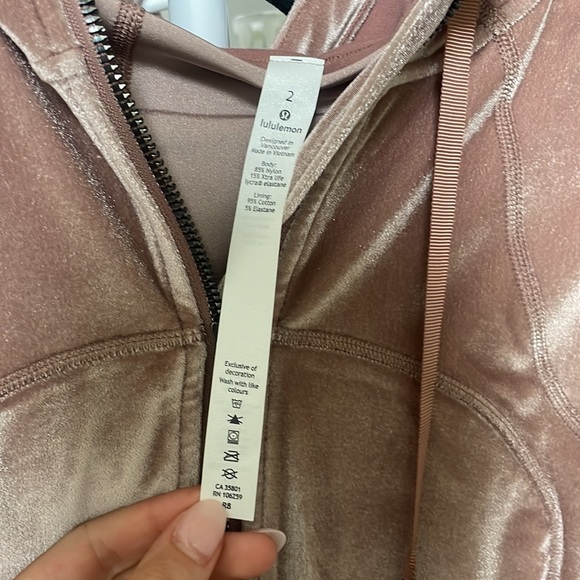 2
lululemon
Designed in
Vancouver
Made in Vietnam
Body:
85% Nylon
15% Xtra life
lycra® elastane
Lining:
95% Cotton
5% Elastane
Exclusive of
decoration
Wash with like
colours
CA 35801
RN 106259